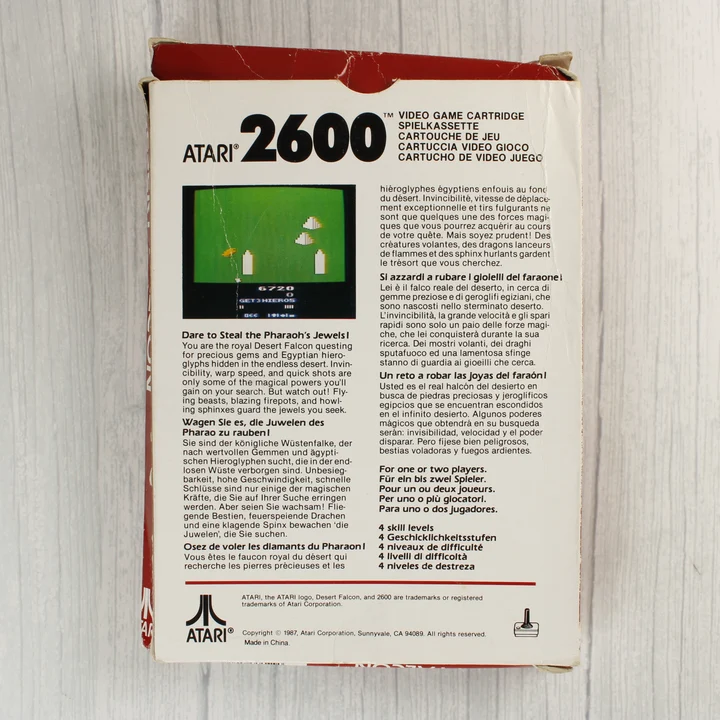 ATARI® 2600™
VIDEO GAME CARTRIDGE
SPIELKASSETTE
CARTOUCHE DE JEU
CARTUCCIA VIDEO GIOCO
CARTUCHO DE VIDEO JUEGO
6720
0
GET 3 HIEROS
Dare to Steal the Pharaoh's Jewels!
You are the royal Desert Falcon questing
for precious gems and Egyptian hiero-
glyphs hidden in the endless desert. Invin-
cibility, warp speed, and quick shots are
only some of the magical powers you'll
gain on your search. But watch out! Fly-
ing beasts, blazing firepots, and howl-
ing sphinxes guard the jewels you seek.
Wagen Sie es, die Juwelen des
Pharao zu rauben!
Sie sind der königliche Wüstenfalke, der
nach wertvollen Gemmen und ägypti-
schen Hieroglyphen sucht, die in der end-
losen Wüste verborgen sind. Unbesieg-
barkeit, hohe Geschwindigkeit, schnelle
Schlüsse sind nur einige der magischen
Kräfte, die Sie auf Ihrer Suche erringen
werden. Aber seien Sie wachsam! Flie-
gende Bestien, feuerspeiende Drachen
und eine klagende Spinx bewachen 'die
Juwelen', die Sie suchen.
Osez de voler les diamants du Pharaon!
Vous êtes le faucon royal du désert qui
recherche les pierres précieuses et les
hièroglyphes égyptiens enfouis au fond
du désert. Invincibilité, vitesse de déplace-
ment exceptionnelle et tirs fulgurants ne
sont que quelques une des forces magi-
ques que vous pourrez acquérir au cours
de votre quête. Mais soyez prudent! Des
créatures volantes, des dragons lanceurs
de flammes et des sphinx hurlants gardent
le trésort que vous cherchez.
Si azzardi a rubare i gioielli del faraone!
Lei è il falco reale del deserto, in cerca di
gemme preziose e di geroglifi egiziani, che
sono nascosti nello sterminato deserto.
L'invincibilità, la grande velocità e gli spari
rapidi sono solo un paio delle forze magi-
che, che lei conquisterà durante la sua
ricerca. Dei mostri volanti, dei draghi
sputafuoco ed una lamentosa sfinge
stanno di guardia ai gioeilli che cerca.
Un reto a robar las joyas del faraón!
Usted es el real halcón del desierto en
busca de piedras preciosas y jeroglificos
egipcios que se encuentran escondidos
en el infinito desierto. Algunos poderes
màgicos que obtendrà en su busqueda
seràn: invisibilidad, velocidad y el poder
disparar. Pero fijese bien peligrosos,
bestias voladoras y fuegos ardientes.
For one or two players.
Für ein bis zwei Spieler.
Pour un ou deux joueurs.
Per uno o più giocatori.
Para uno o dos jugadores.
4 skill levels
4 Geschicklichkeitsstufen
4 niveaux de difficulté
4 livelli di difficoltà
4 niveles de destreza
ATARI, the ATARI logo, Desert Falcon, and 2600 are trademarks or registered
trademarks of Atari Corporation.
ATARI®
Copyright © 1987, Atari Corporation, Sunnyvale, CA 94089. All rights reserved.
Made in China.